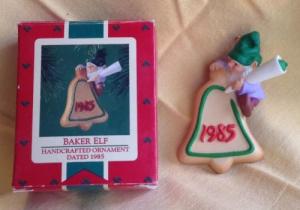 1985
BAKER ELF
HANDCRAFTED ORNAMENT
DATED 1985
1985